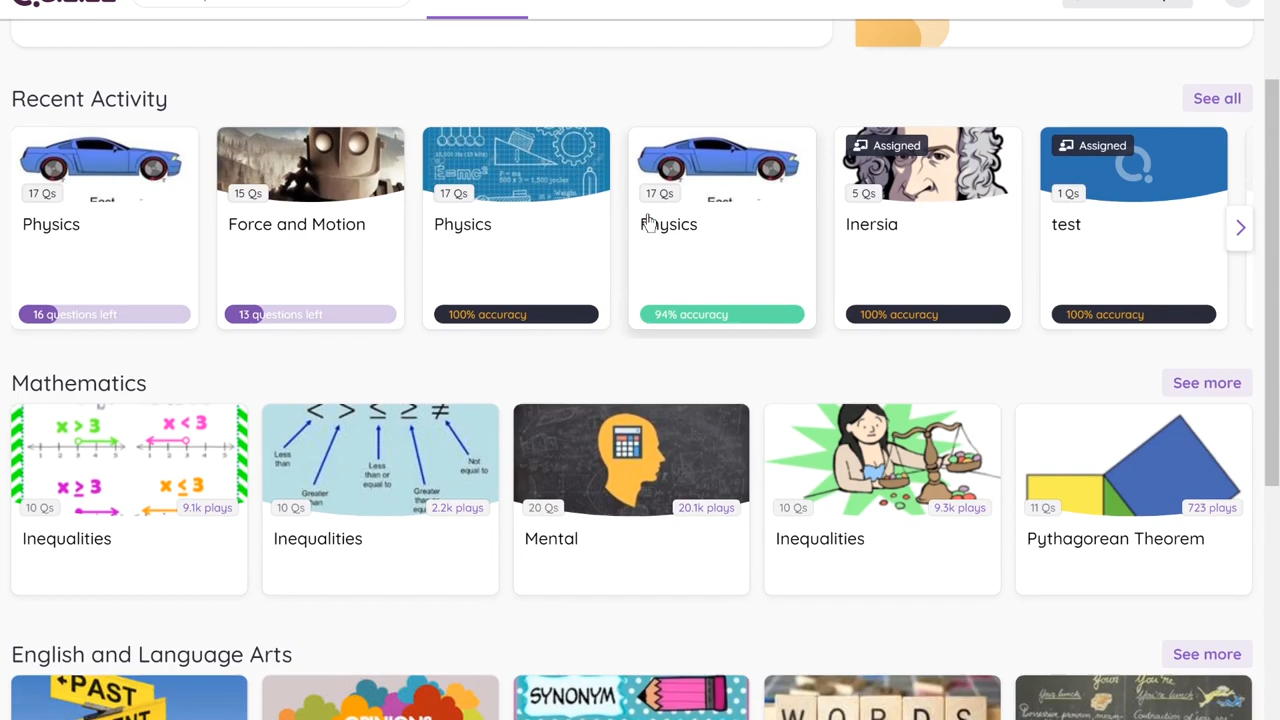 Recent Activity
See all
17 Qs
Physics
16 questions left
15 Qs
Force and Motion
13 questions left
17 Qs
Physics
100% accuracy
17 Qs
Physics
94% accuracy
Assigned
5 Qs
Inersia
100% accuracy
Assigned
1 Qs
test
100% accuracy
Mathematics
See more
x > 3
x < 3
x ≥ 3
x ≤ 3
10 Qs
9.1k plays
Inequalities
< > ≤ ≥ ≠
Less than
Greater than
Less than or equal to
Greater than or equal
Not equal to
10 Qs
2.2k plays
Inequalities
20 Qs
20.1k plays
Mental
10 Qs
9.3k plays
Inequalities
11 Qs
723 plays
Pythagorean Theorem
English and Language Arts
See more
PAST
OPINIONS
SYNONYM
WORDS
your
You're